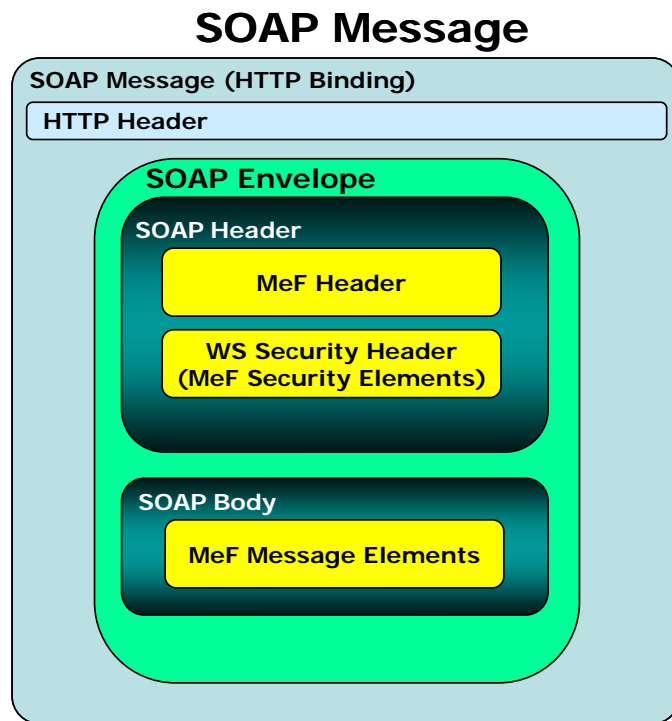 SOAP Message
SOAP Message (HTTP Binding)
HTTP Header
SOAP Envelope
SOAP Header
MeF Header
WS Security Header
(MeF Security Elements)
SOAP Body
MeF Message Elements